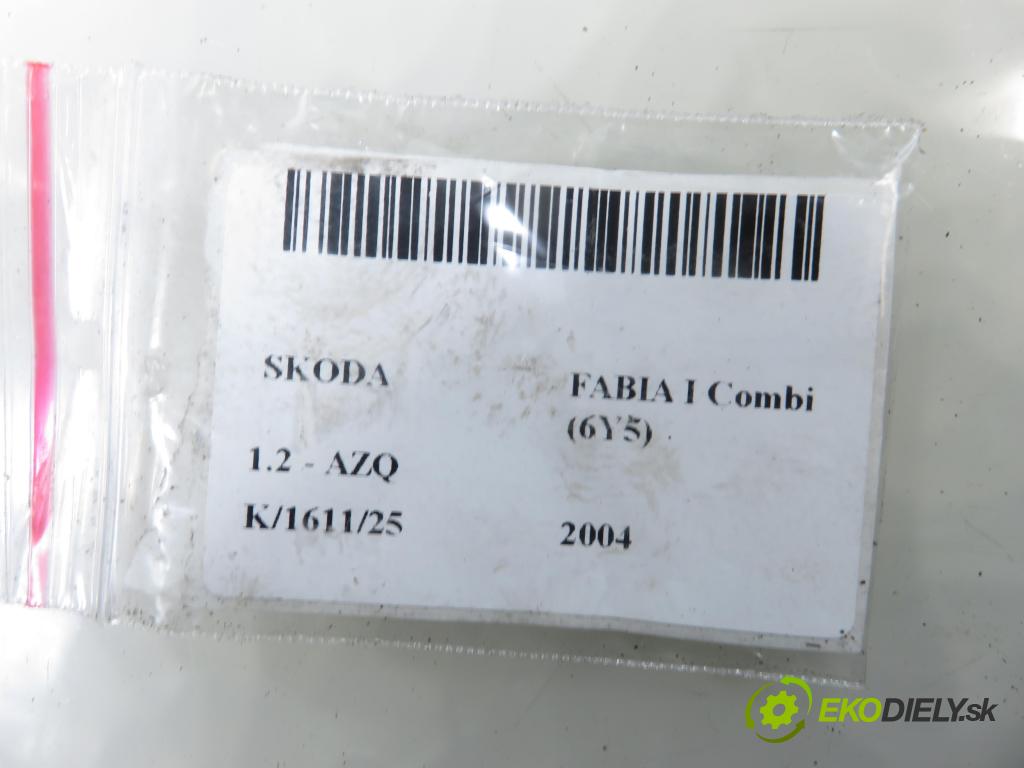 SKODA
FABIA I Combi
(6Y5)
1.2 - AZQ
K/1611/25
2004
EKODIELY.sk